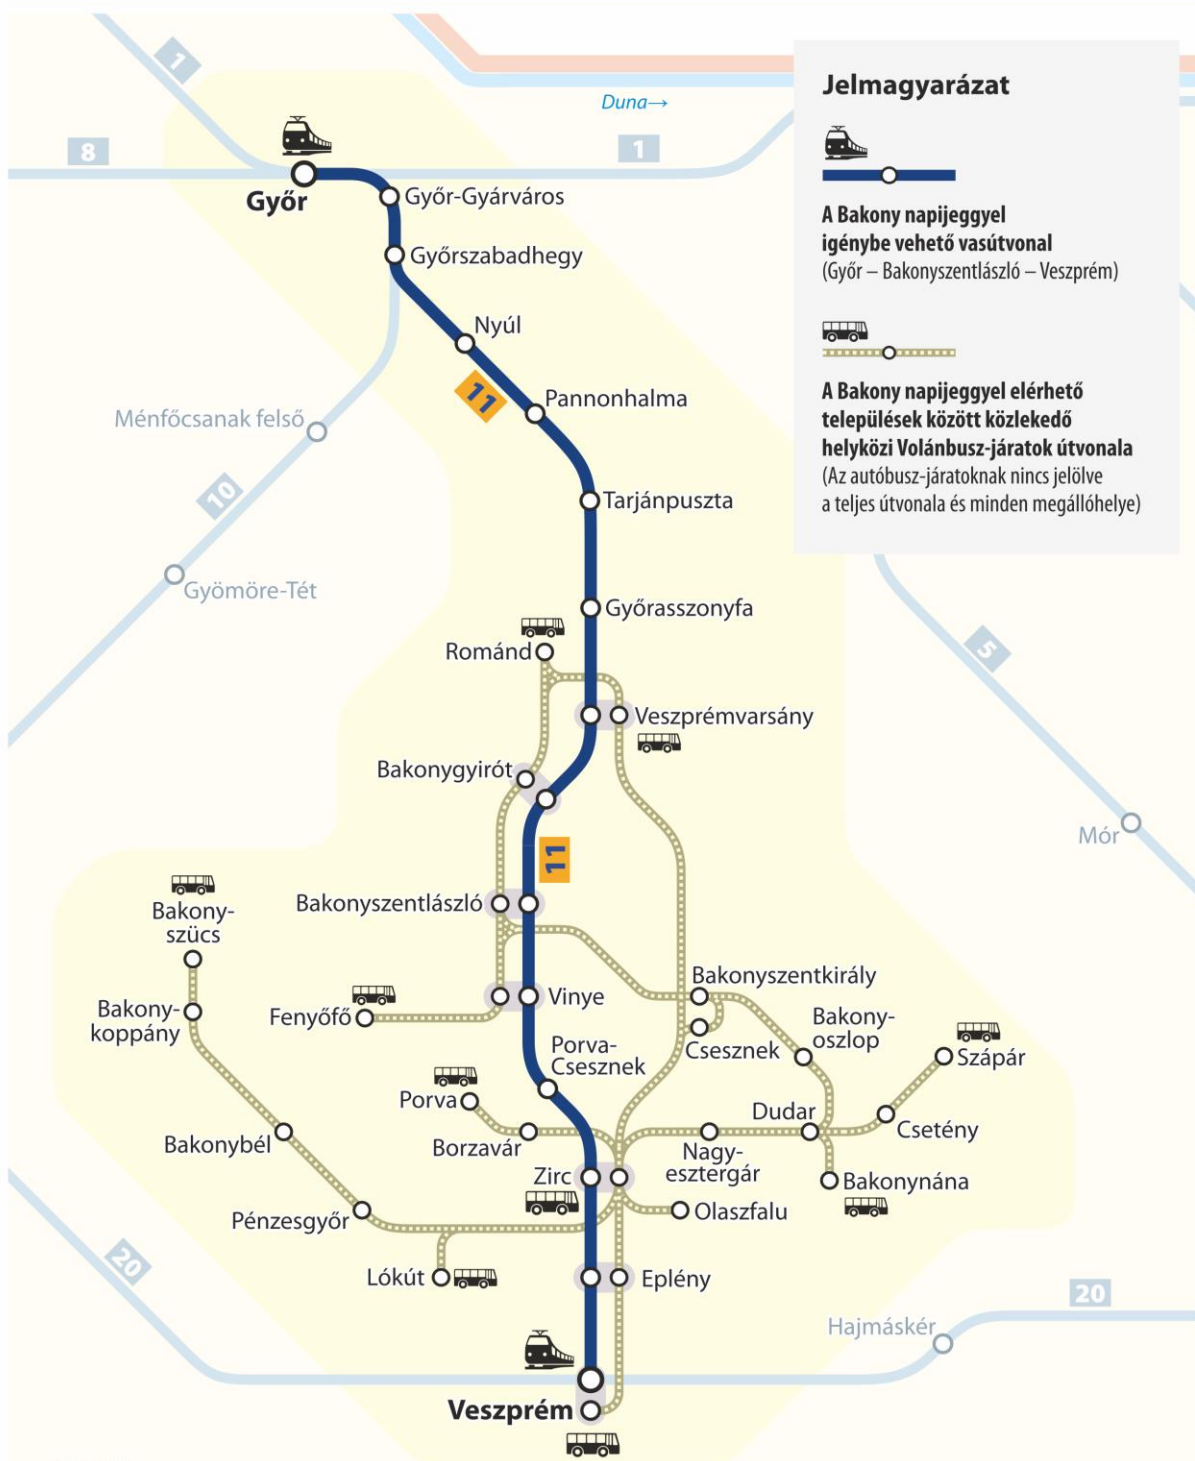 1
Duna→
8
1
Győr
Győr-Gyárváros
Győrszabadhegy
Nyúl
11
Pannonhalma
Ménfőcsanak felső
10
Tarjánpuszta
Gyömöre-Tét
Győrasszonyfa
Románd
5
Veszprémvarsány
Bakonygyirót
Mór
11
Bakonyszentlászló
Bakony-
szücs
Bakonyszentkirály
Vinye
Bakony-
koppány
Fenyőfő
Bakony-
oszlop
Csesznek
Szápár
Porva-
Csesznek
Porva
Dudar
Csetény
Bakonybél
Borzavár
Nagy-
esztergár
Zirc
Bakonynána
Pénzesgyőr
Olaszfalu
20
Lókút
Eplény
20
Hajmáskér
Veszprém
Jelmagyarázat
A Bakony napijeggyel
igénybe vehető vasútvonal
(Győr – Bakonyszentlászló – Veszprém)
A Bakony napijeggyel elérhető
települések között közlekedő
helyközi Volánbusz-járatok útvonala
(Az autóbusz-járatoknak nincs jelölve
a teljes útvonala és minden megállóhelye)